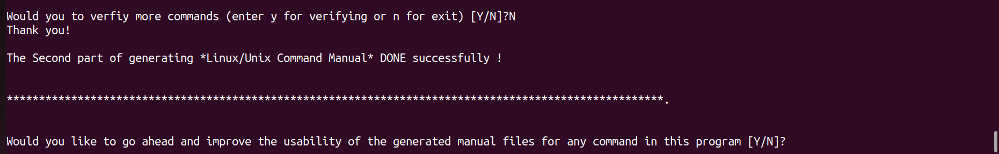 Would you to verfiy more commands (enter y for verifying or n for exit) [Y/N]?N
Thank you!
The Second part of generating *Linux/Unix Command Manual* DONE successfully !
******************************************************************************************************.
Would you like to go ahead and improve the usability of the generated manual files for any command in this program [Y/N]?